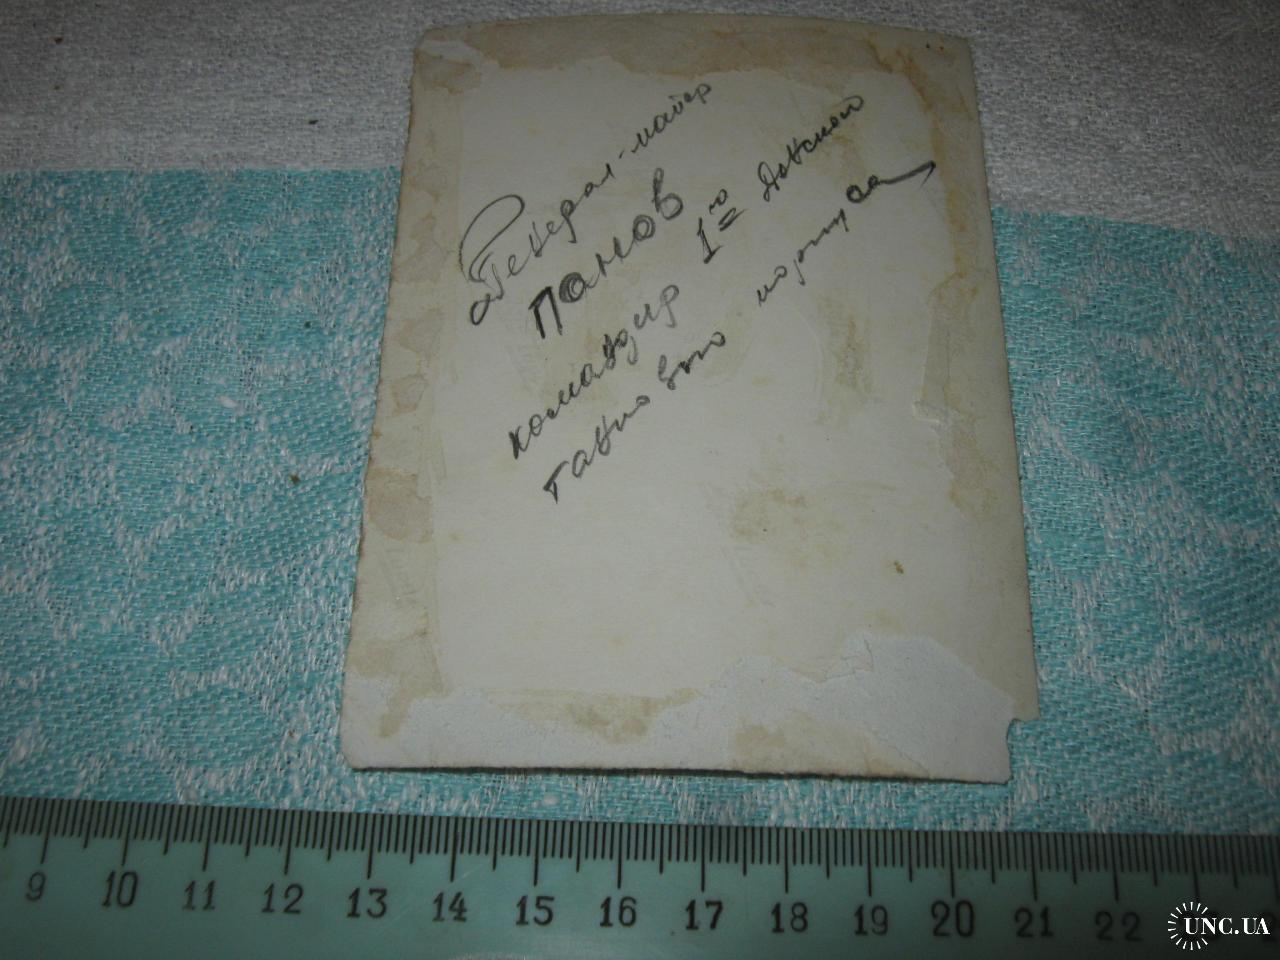 Генерал-майор
Панов
командир 1го Донского
танкового корпуса
9 10 11 12 13 14 15 16 17 18 19 20 21 22
UNC.UA